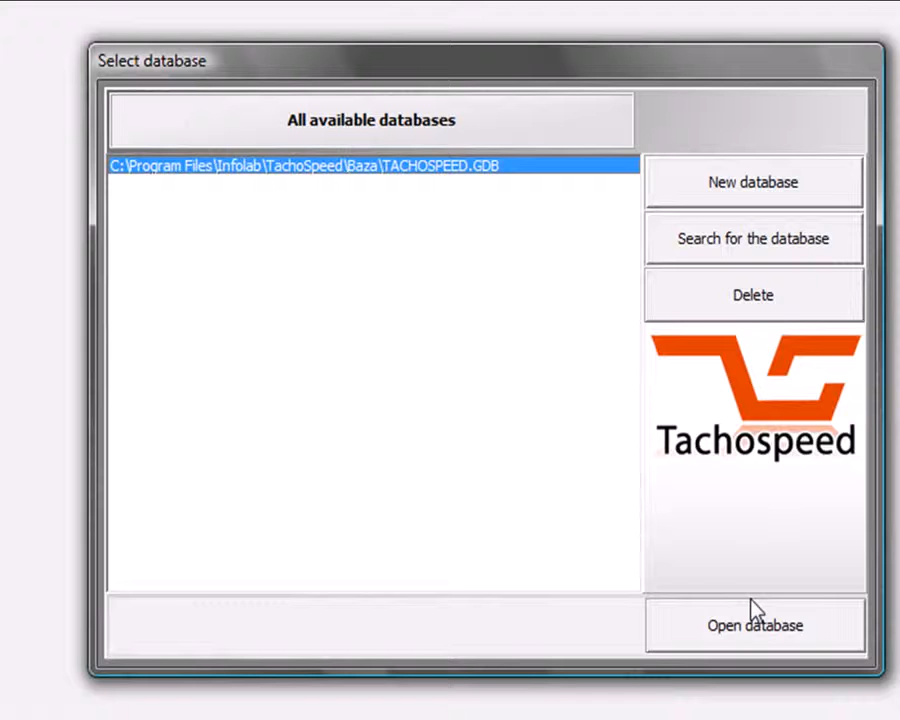 Select database
All available databases
C:\Program Files\Infolab\TachoSpeed\Baza\TACHOSPEED.GDB
New database
Search for the database
Delete
Tachospeed
Open database